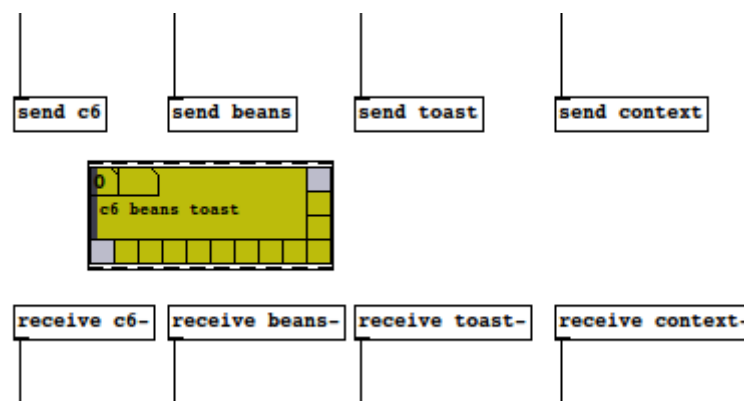 send c6
send beans
send toast
send context
0
c6 beans toast
receive c6-
receive beans-
receive toast-
receive context-